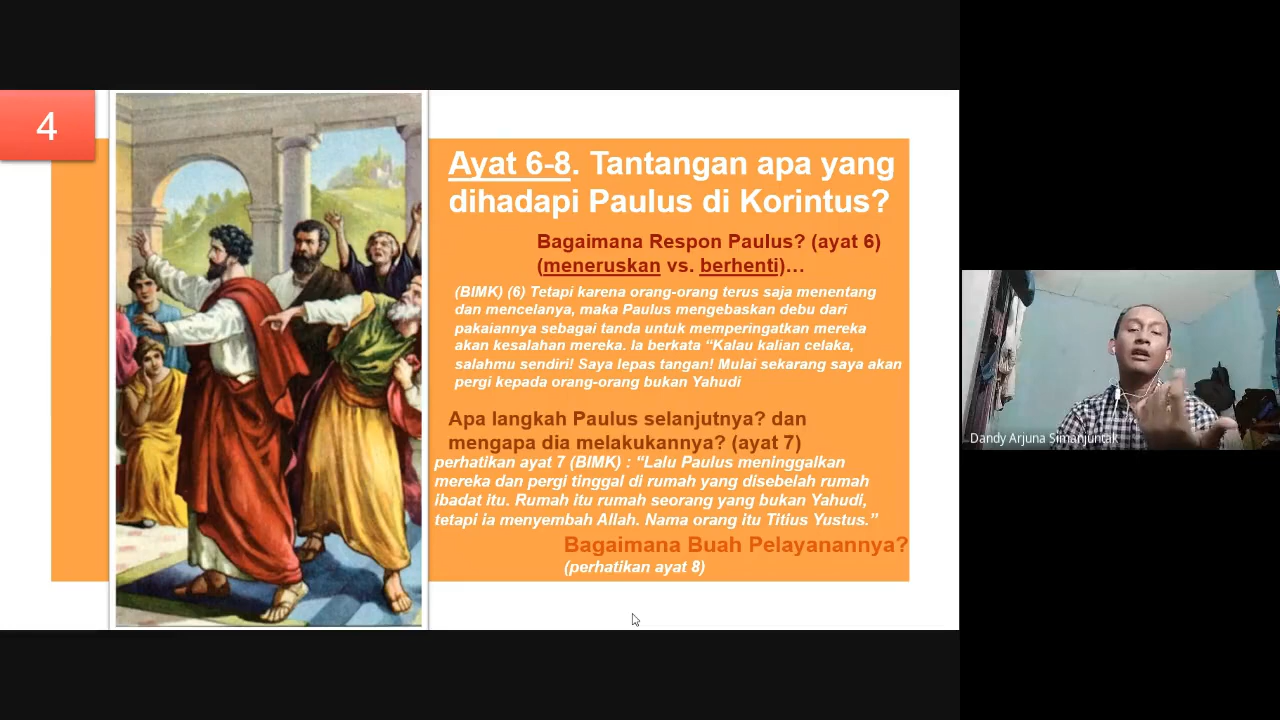 4
Ayat 6-8. Tantangan apa yang
dihadapi Paulus di Korintus?
Bagaimana Respon Paulus? (ayat 6)
(meneruskan vs. berhenti)…
(BIMK) (6) Tetapi karena orang-orang terus saja menentang
dan mencelanya, maka Paulus mengebaskan debu dari
pakaiannya sebagai tanda untuk memperingatkan mereka
akan kesalahan mereka. Ia berkata “Kalau kalian celaka,
salahmu sendiri! Saya lepas tangan! Mulai sekarang saya akan
pergi kepada orang-orang bukan Yahudi
Apa langkah Paulus selanjutnya? dan
mengapa dia melakukannya? (ayat 7)
perhatikan ayat 7 (BIMK) : “Lalu Paulus meninggalkan
mereka dan pergi tinggal di rumah yang disebelah rumah
ibadat itu. Rumah itu rumah seorang yang bukan Yahudi,
tetapi ia menyembah Allah. Nama orang itu Titius Yustus.”
Bagaimana Buah Pelayanannya?
(perhatikan ayat 8)
Dandy Arjuna Simanjuntak